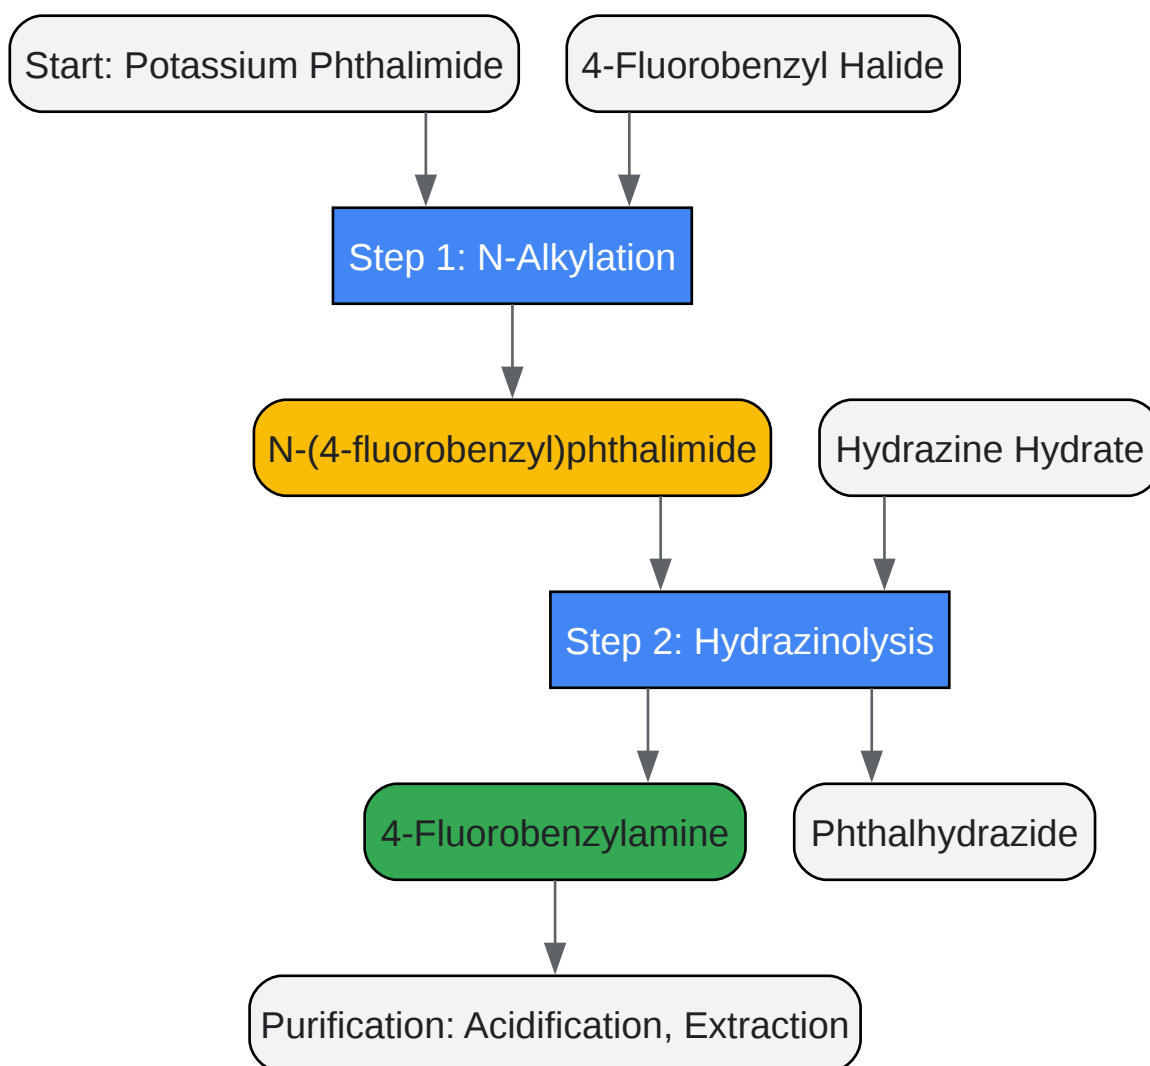 Start: Potassium Phthalimide
4-Fluorobenzyl Halide
Step 1: N-Alkylation
N-(4-fluorobenzyl)phthalimide
Hydrazine Hydrate
Step 2: Hydrazinolysis
4-Fluorobenzylamine
Phthalhydrazide
Purification: Acidification, Extraction